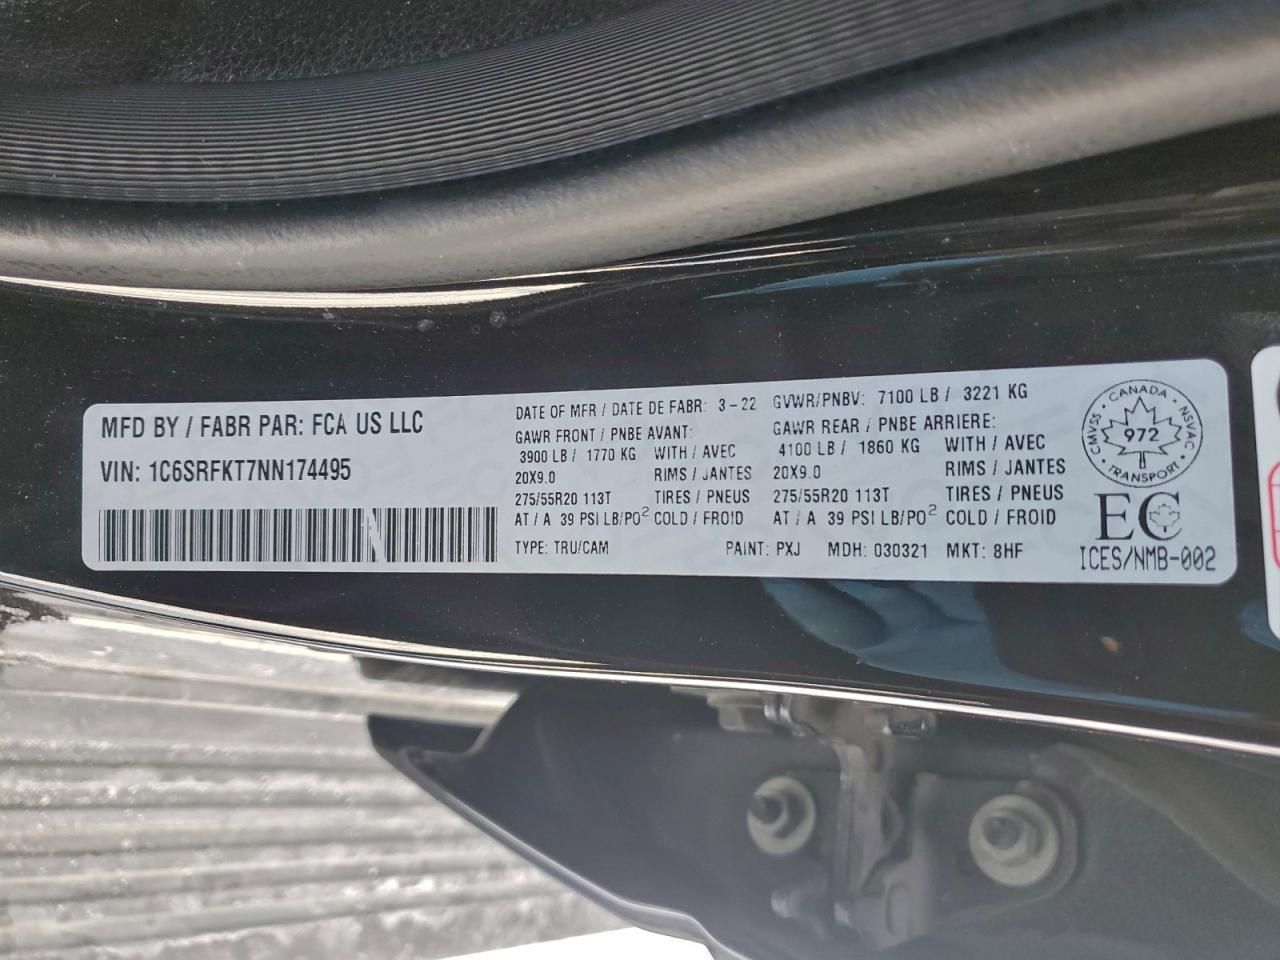 MFD BY / FABR PAR: FCA US LLC
VIN: 1C6SRFKT7NN174495
DATE OF MFR / DATE DE FABR: 3-22 GVWR/PNBV: 7100 LB / 3221 KG
GAWR FRONT / PNBE AVANT: GAWR REAR / PNBE ARRIERE:
3900 LB / 1770 KG WITH / AVEC 4100 LB / 1860 KG WITH / AVEC
20X9.0 RIMS / JANTES 20X9.0 RIMS / JANTES
275/55R20 113T TIRES / PNEUS 275/55R20 113T TIRES / PNEUS
AT / A 39 PSI LB/PO² COLD / FROID AT / A 39 PSI LB/PO² COLD / FROID
TYPE: TRU/CAM PAINT: PXJ MDH: 030321 MKT: 8HF
CANADA
CMVSS NSVAC
972
TRANSPORT
EC
ICES/NMB-002